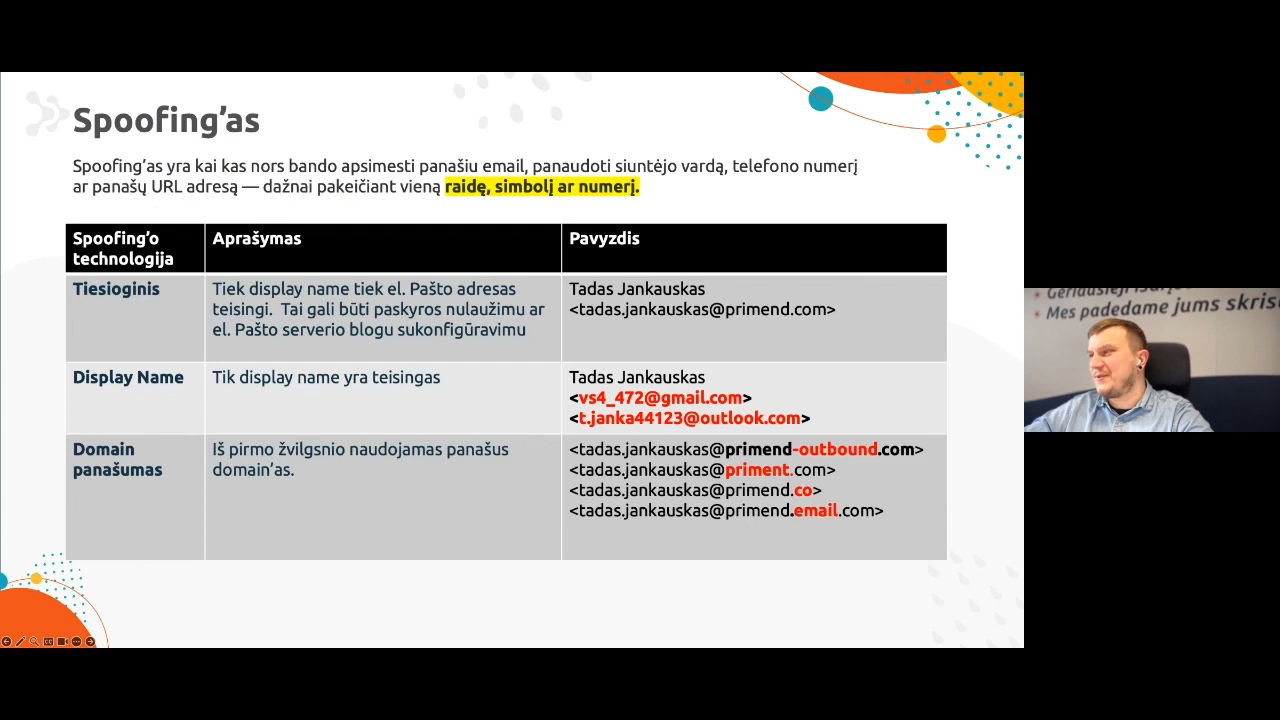 Spoofing’as
Spoofing’as yra kai kas nors bando apsimesti panašiu email, panaudoti siuntėjo vardą, telefono numerį
ar panašų URL adresą — dažnai pakeičiant vieną raidę, simbolį ar numerį.
Spoofing’o
technologija
Aprašymas
Pavyzdis
Tiesioginis
Tiek display name tiek el. Pašto adresas
teisingi.  Tai gali būti paskyros nulaužimu ar
el. Pašto serverio blogu sukonfigūravimu
Tadas Jankauskas
<tadas.jankauskas@primend.com>
Display Name
Tik display name yra teisingas
Tadas Jankauskas
<vs4_472@gmail.com>
<t.janka44123@outlook.com>
Domain
panašumas
Iš pirmo žvilgsnio naudojamas panašus
domain’as.
<tadas.jankauskas@primend-outbound.com>
<tadas.jankauskas@priment.com>
<tadas.jankauskas@primend.co>
<tadas.jankauskas@primend.email.com>
Mes padedame jums skris